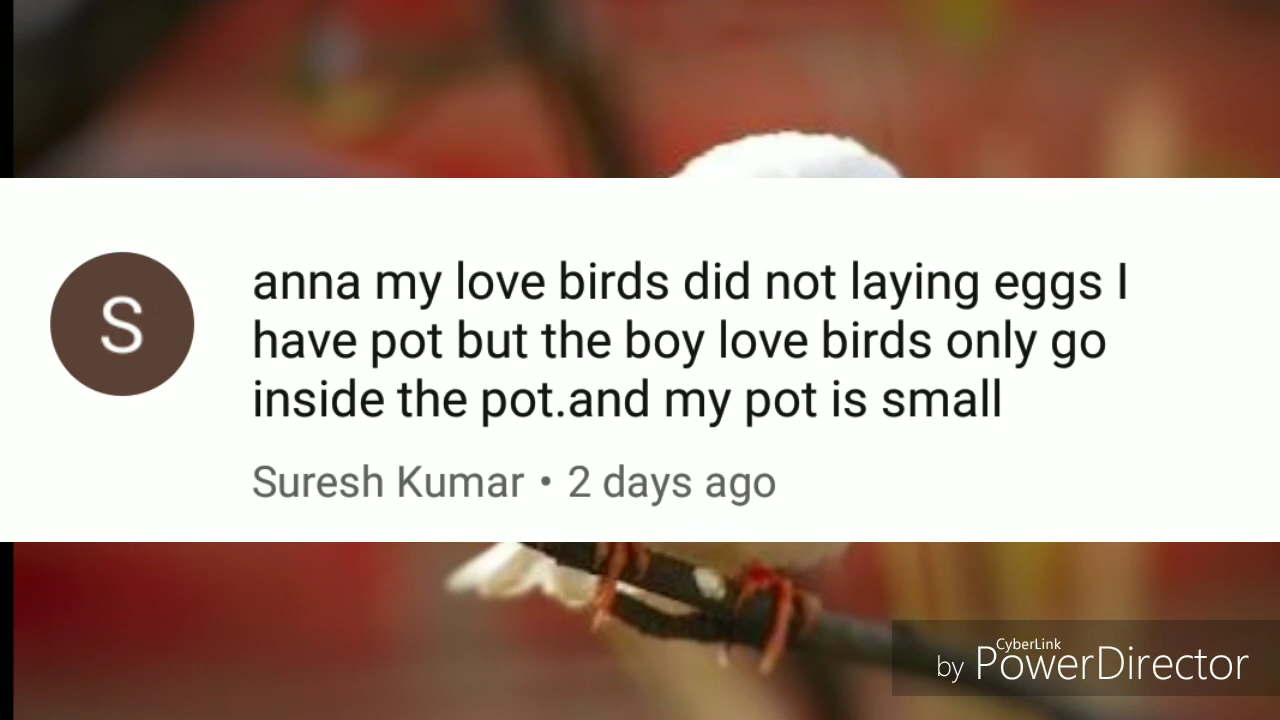 S
anna my love birds did not laying eggs I
have pot but the boy love birds only go
inside the pot.and my pot is small
Suresh Kumar • 2 days ago
CyberLink
by PowerDirector